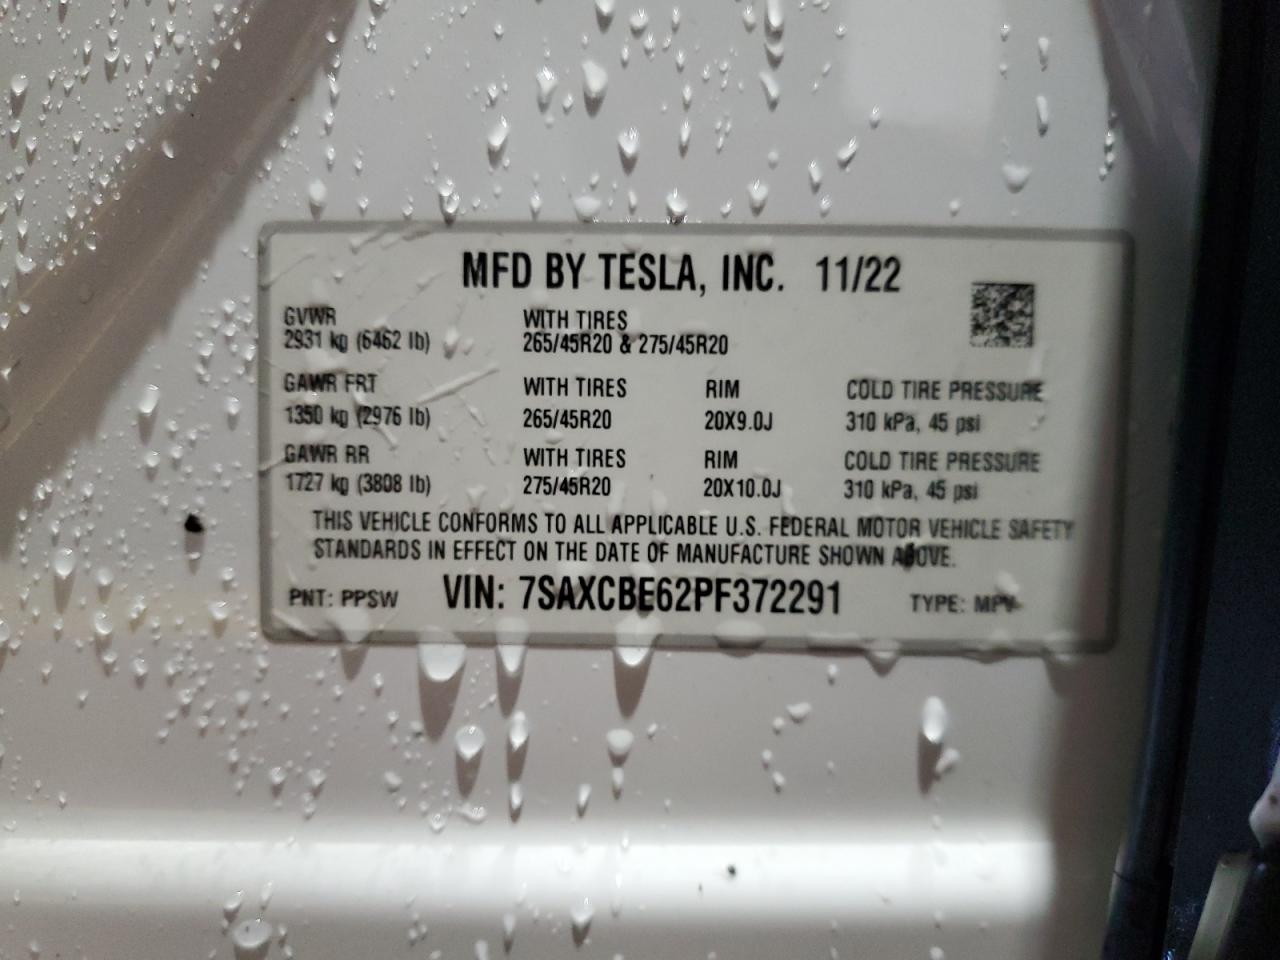 MFD BY TESLA, INC. 11/22
GVWR WITH TIRES
2931 kg (6462 lb) 265/45R20 & 275/45R20
GAWR FRT WITH TIRES RIM COLD TIRE PRESSURE
1350 kg (2976 lb) 265/45R20 20X9.0J 310 kPa, 45 psi
GAWR RR WITH TIRES RIM COLD TIRE PRESSURE
1727 kg (3808 lb) 275/45R20 20X10.0J 310 kPa, 45 psi
THIS VEHICLE CONFORMS TO ALL APPLICABLE U.S. FEDERAL MOTOR VEHICLE SAFETY
STANDARDS IN EFFECT ON THE DATE OF MANUFACTURE SHOWN ABOVE.
PNT: PPSW VIN: 7SAXCBE62PF372291 TYPE: MPV